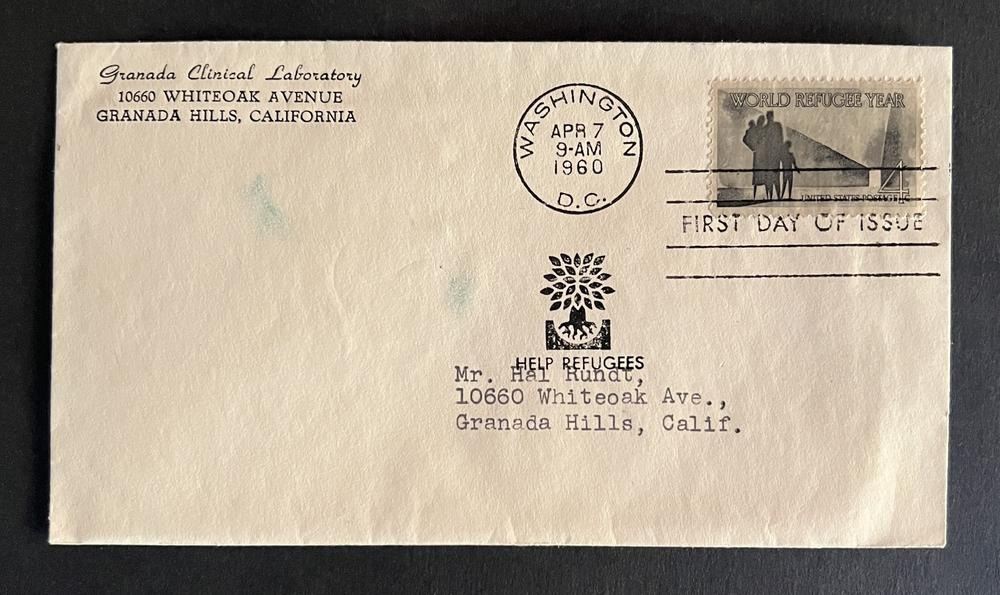 Granada Clinical Laboratory
10660 WHITEOAK AVENUE
GRANADA HILLS, CALIFORNIA
WASHINGTON
APR 7
9-AM
1960
D.C.
WORLD REFUGEE YEAR
4
UNITED STATES POSTAGE
FIRST DAY OF ISSUE
HELP REFUGEES
Mr. Hal Rundt,
10660 Whiteoak Ave.,
Granada Hills, Calif.